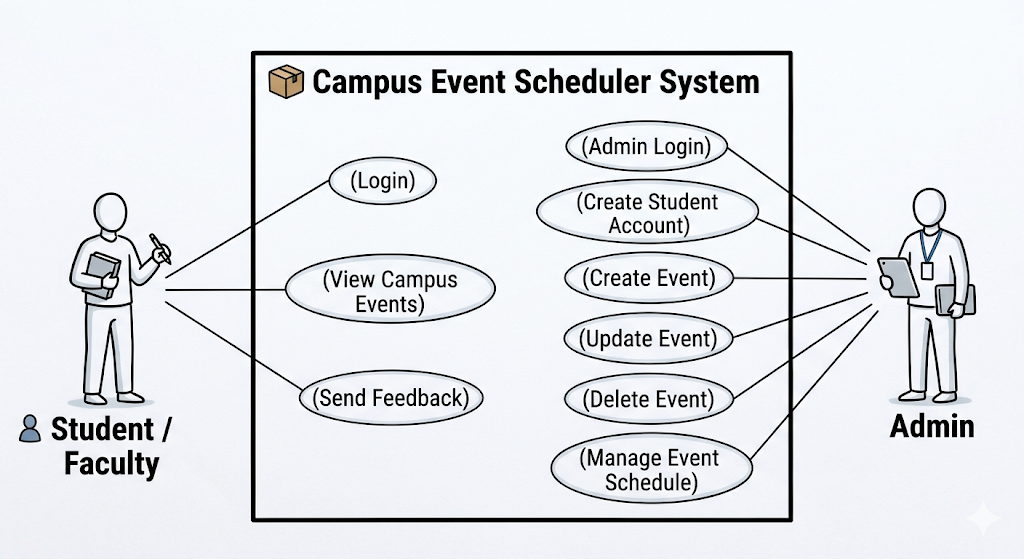 Campus Event Scheduler System
(Login)
(View Campus
Events)
(Send Feedback)
(Admin Login)
(Create Student
Account)
(Create Event)
(Update Event)
(Delete Event)
(Manage Event
Schedule)
Student /
Faculty
Admin